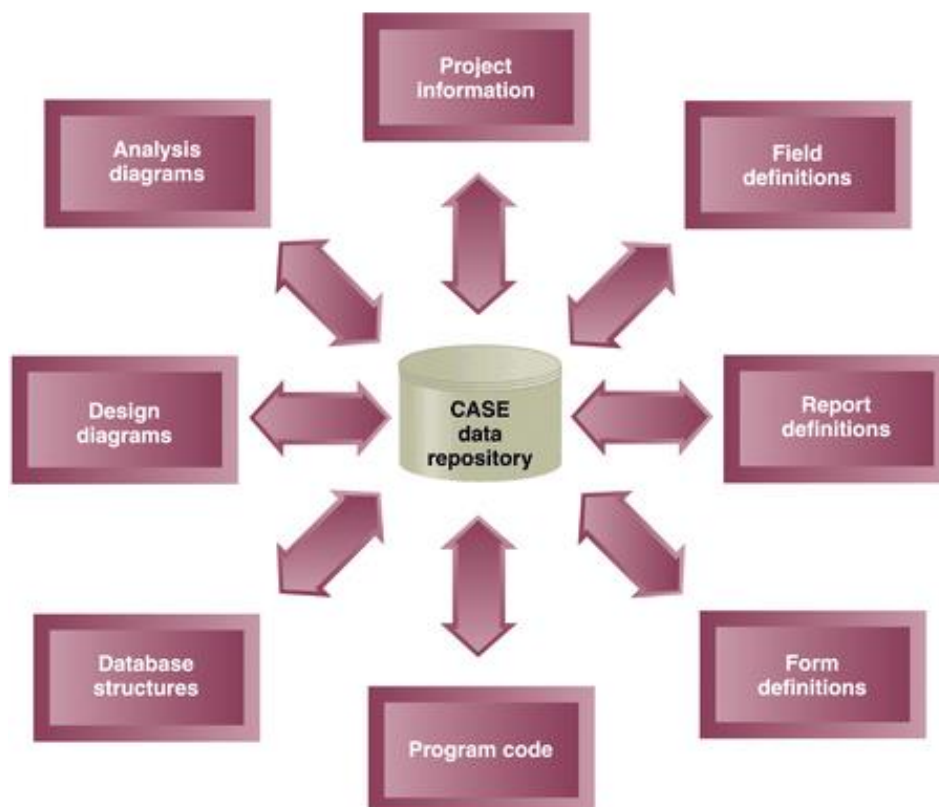 Project
information
Analysis
diagrams
Field
definitions
Design
diagrams
CASE
data
repository
Report
definitions
Database
structures
Form
definitions
Program code